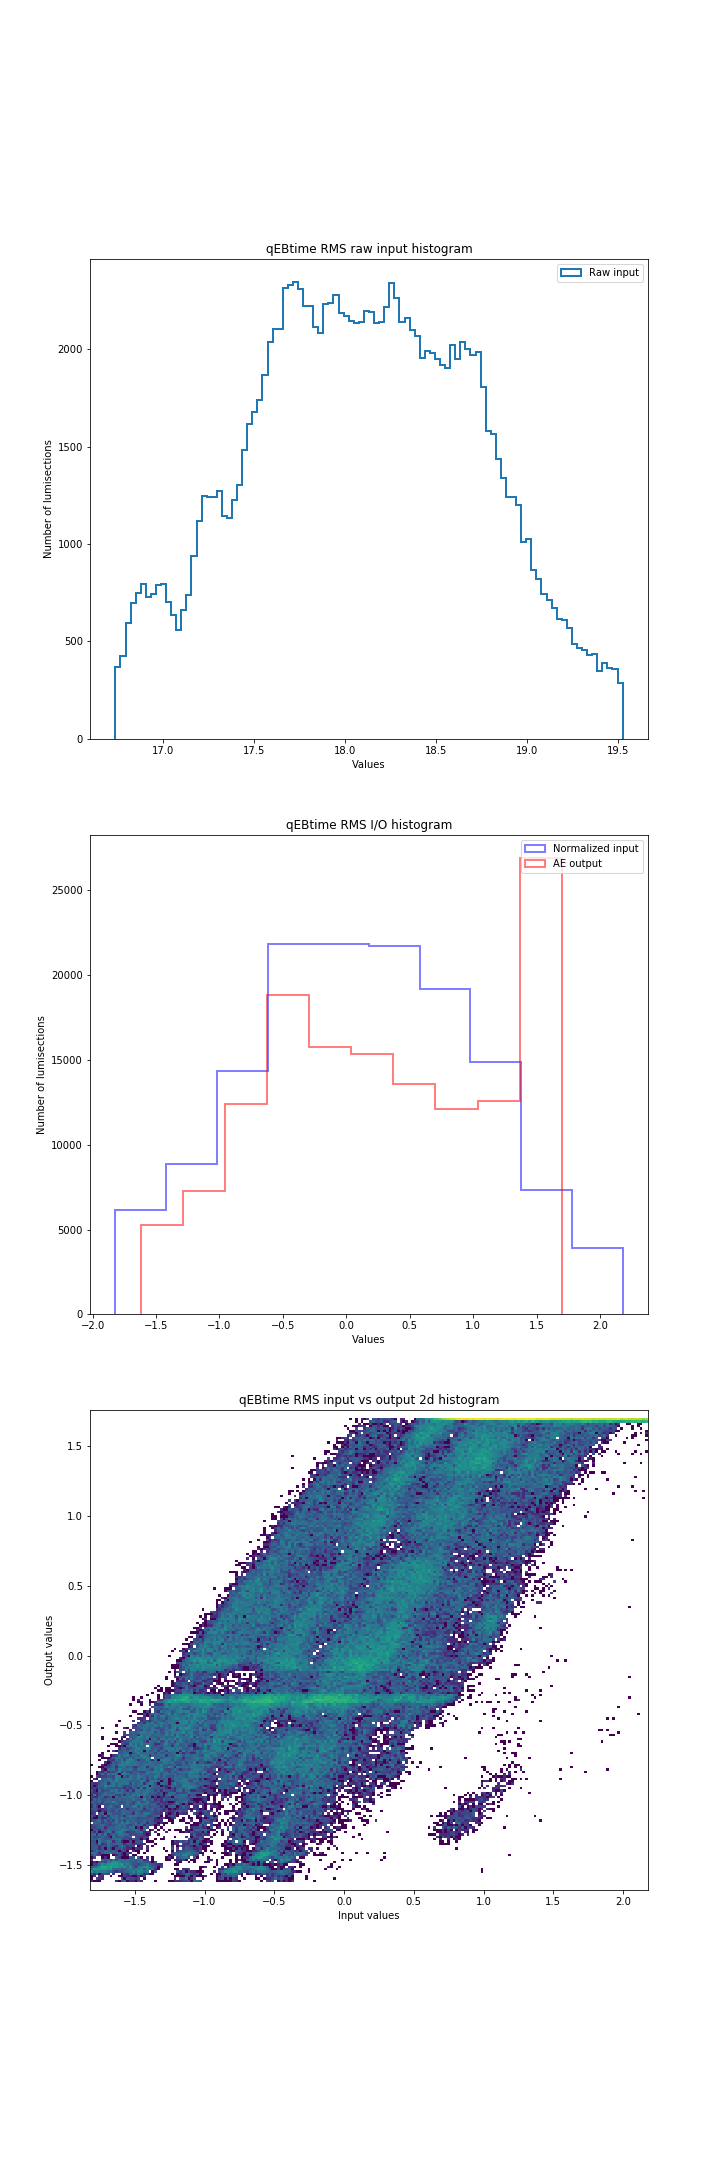 qEBtime RMS raw input histogram
Raw input
2000
1500
1000
500
0
Number of lumisections
17.0 17.5 18.0 18.5 19.0 19.5
Values
qEBtime RMS I/O histogram
Normalized input
AE output
25000
20000
15000
10000
5000
0
Number of lumisections
−2.0 −1.5 −1.0 −0.5 0.0 0.5 1.0 1.5 2.0
Values
qEBtime RMS input vs output 2d histogram
1.5
1.0
0.5
0.0
−0.5
−1.0
−1.5
Output values
−1.5 −1.0 −0.5 0.0 0.5 1.0 1.5 2.0
Input values